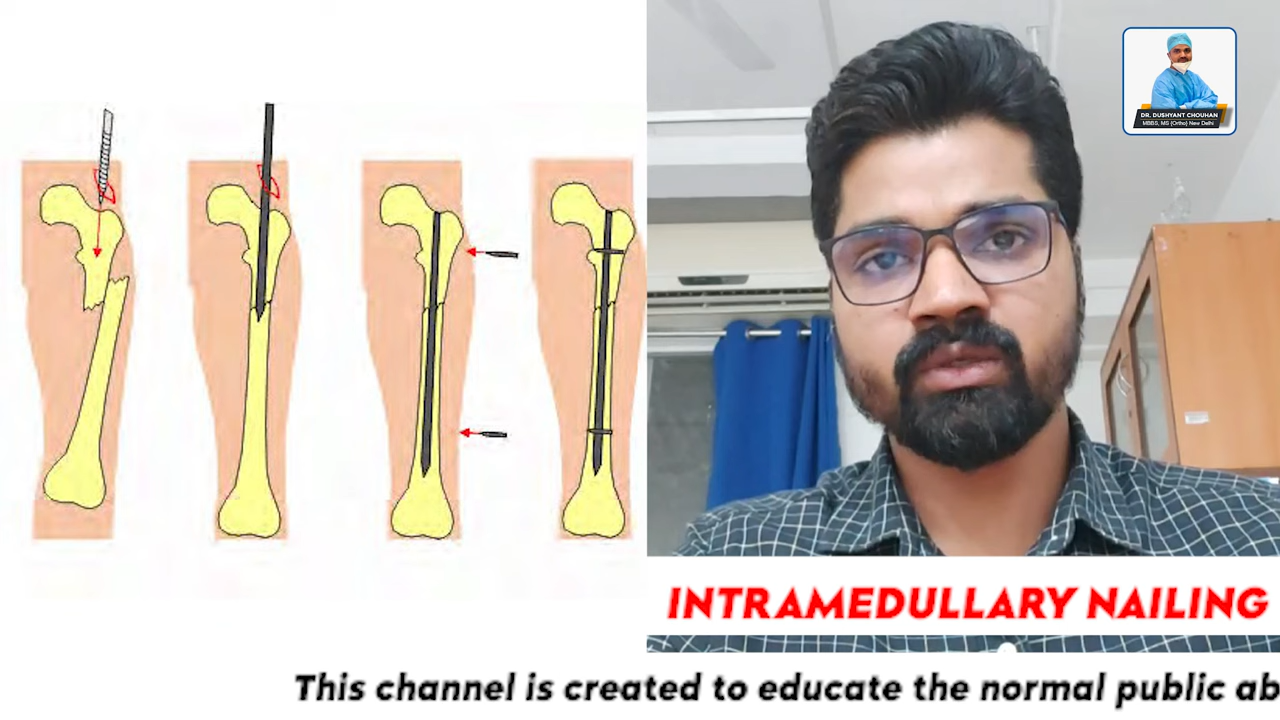 DR. DUSHYANT CHOUHAN
MBBS, MS (Ortho) New Delhi
INTRAMEDULLARY NAILING
This channel is created to educate the normal public ab